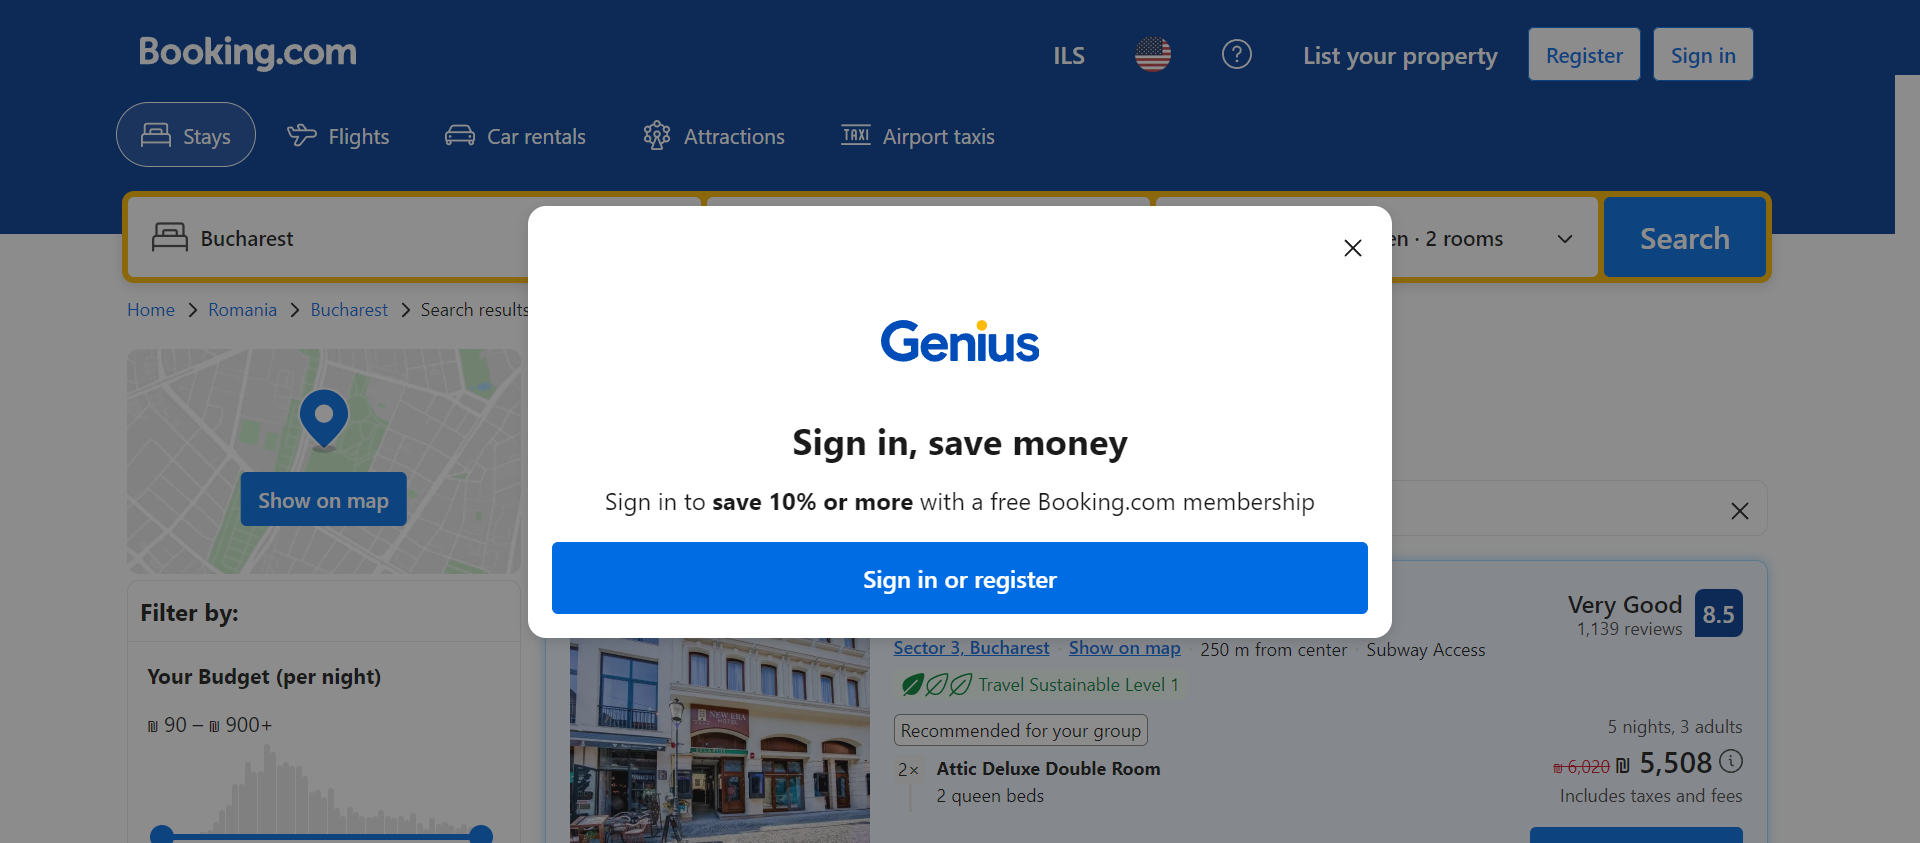 Booking.com
ILS
List your property
Register
Sign in
Stays
Flights
Car rentals
Attractions
TAXI
Airport taxis
Bucharest
· 2 rooms
Search
Home
Romania
Bucharest
Search results
Genius
Sign in, save money
Sign in to save 10% or more with a free Booking.com membership
Sign in or register
Show on map
Filter by:
Your Budget (per night)
₪ 90 – ₪ 900+
Very Good
1,139 reviews
8.5
Sector 3, Bucharest
Show on map
250 m from center
Subway Access
Travel Sustainable Level 1
Recommended for your group
2× Attic Deluxe Double Room
2 queen beds
NEW ERA
HOTEL
5 nights, 3 adults
₪ 6,020 ₪ 5,508
Includes taxes and fees